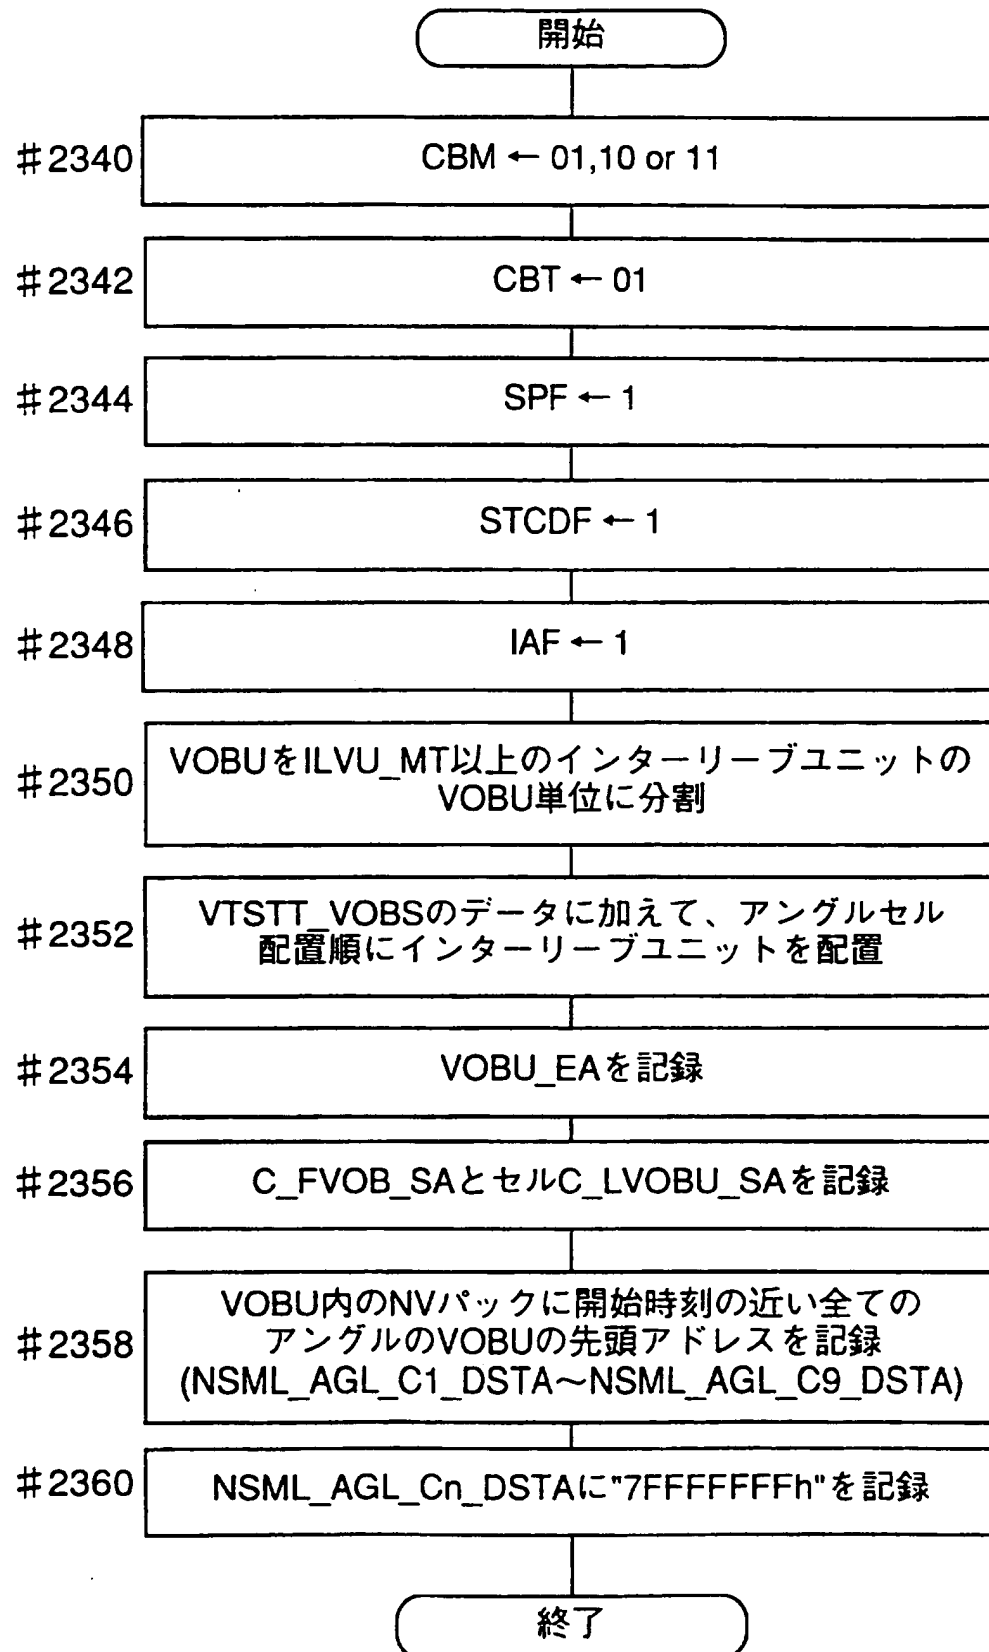 開始
#2340 CBM ← 01,10 or 11
#2342 CBT ← 01
#2344 SPF ← 1
#2346 STCDF ← 1
#2348 IAF ← 1
#2350 VOBUをILVU_MT以上のインターリーブユニットの
VOBU単位に分割
#2352 VTSTT_VOBSのデータに加えて、アングルセル
配置順にインターリーブユニットを配置
#2354 VOBU_EAを記録
#2356 C_FVOB_SAとセルC_LVOBU_SAを記録
#2358 VOBU内のNVパックに開始時刻の近い全ての
アングルのVOBUの先頭アドレスを記録
(NSML_AGL_C1_DSTA～NSML_AGL_C9_DSTA)
#2360 NSML_AGL_Cn_DSTAに"7FFFFFFFh"を記録
終了